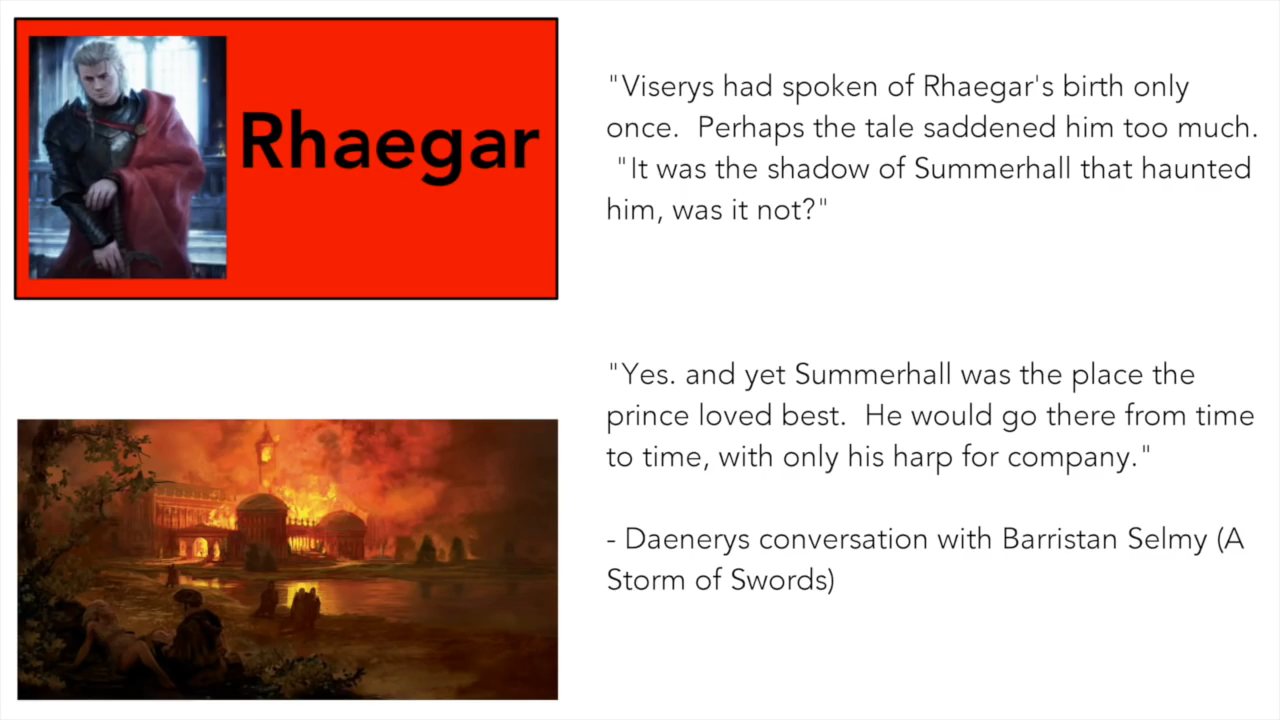 Rhaegar
"Viserys had spoken of Rhaegar's birth only
once.  Perhaps the tale saddened him too much.
"It was the shadow of Summerhall that haunted
him, was it not?"
"Yes. and yet Summerhall was the place the
prince loved best.  He would go there from time
to time, with only his harp for company."
- Daenerys conversation with Barristan Selmy (A
Storm of Swords)